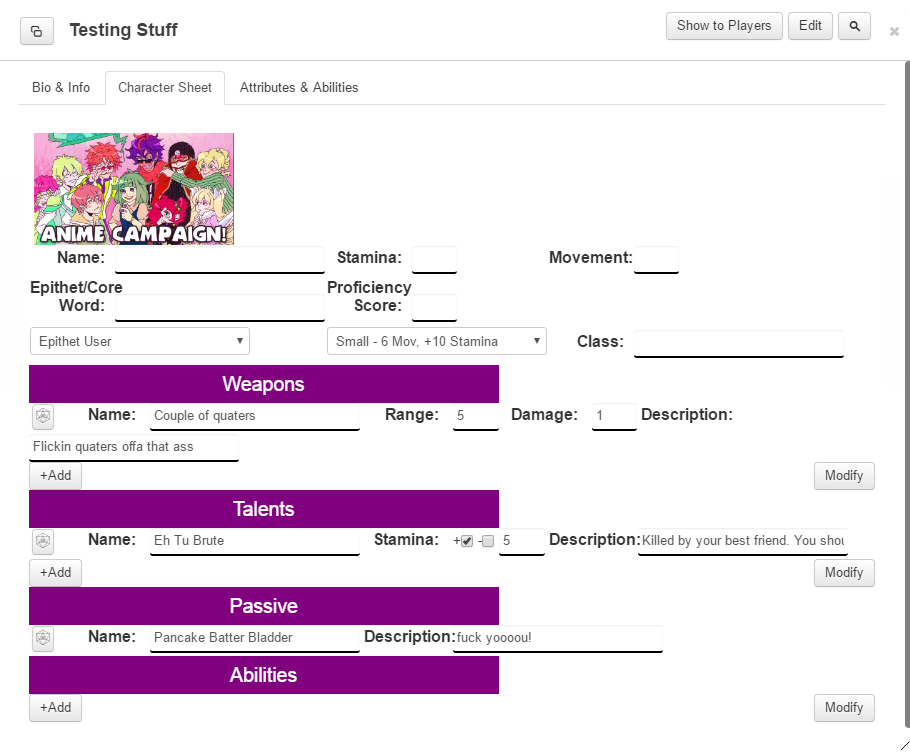 Testing Stuff
Show to Players
Edit
Bio & Info
Character Sheet
Attributes & Abilities
ANIME CAMPAIGN!
Name:
Stamina:
Movement:
Epithet/Core Word:
Proficiency Score:
Epithet User
Small - 6 Mov, +10 Stamina
Class:
Weapons
Name: Couple of quaters Range: 5 Damage: 1 Description:
Flickin quaters offa that ass
+Add
Modify
Talents
Name: Eh Tu Brute Stamina: + - 5 Description: Killed by your best friend. You shou
+Add
Modify
Passive
Name: Pancake Batter Bladder Description: fuck yoooou!
Abilities
+Add
Modify